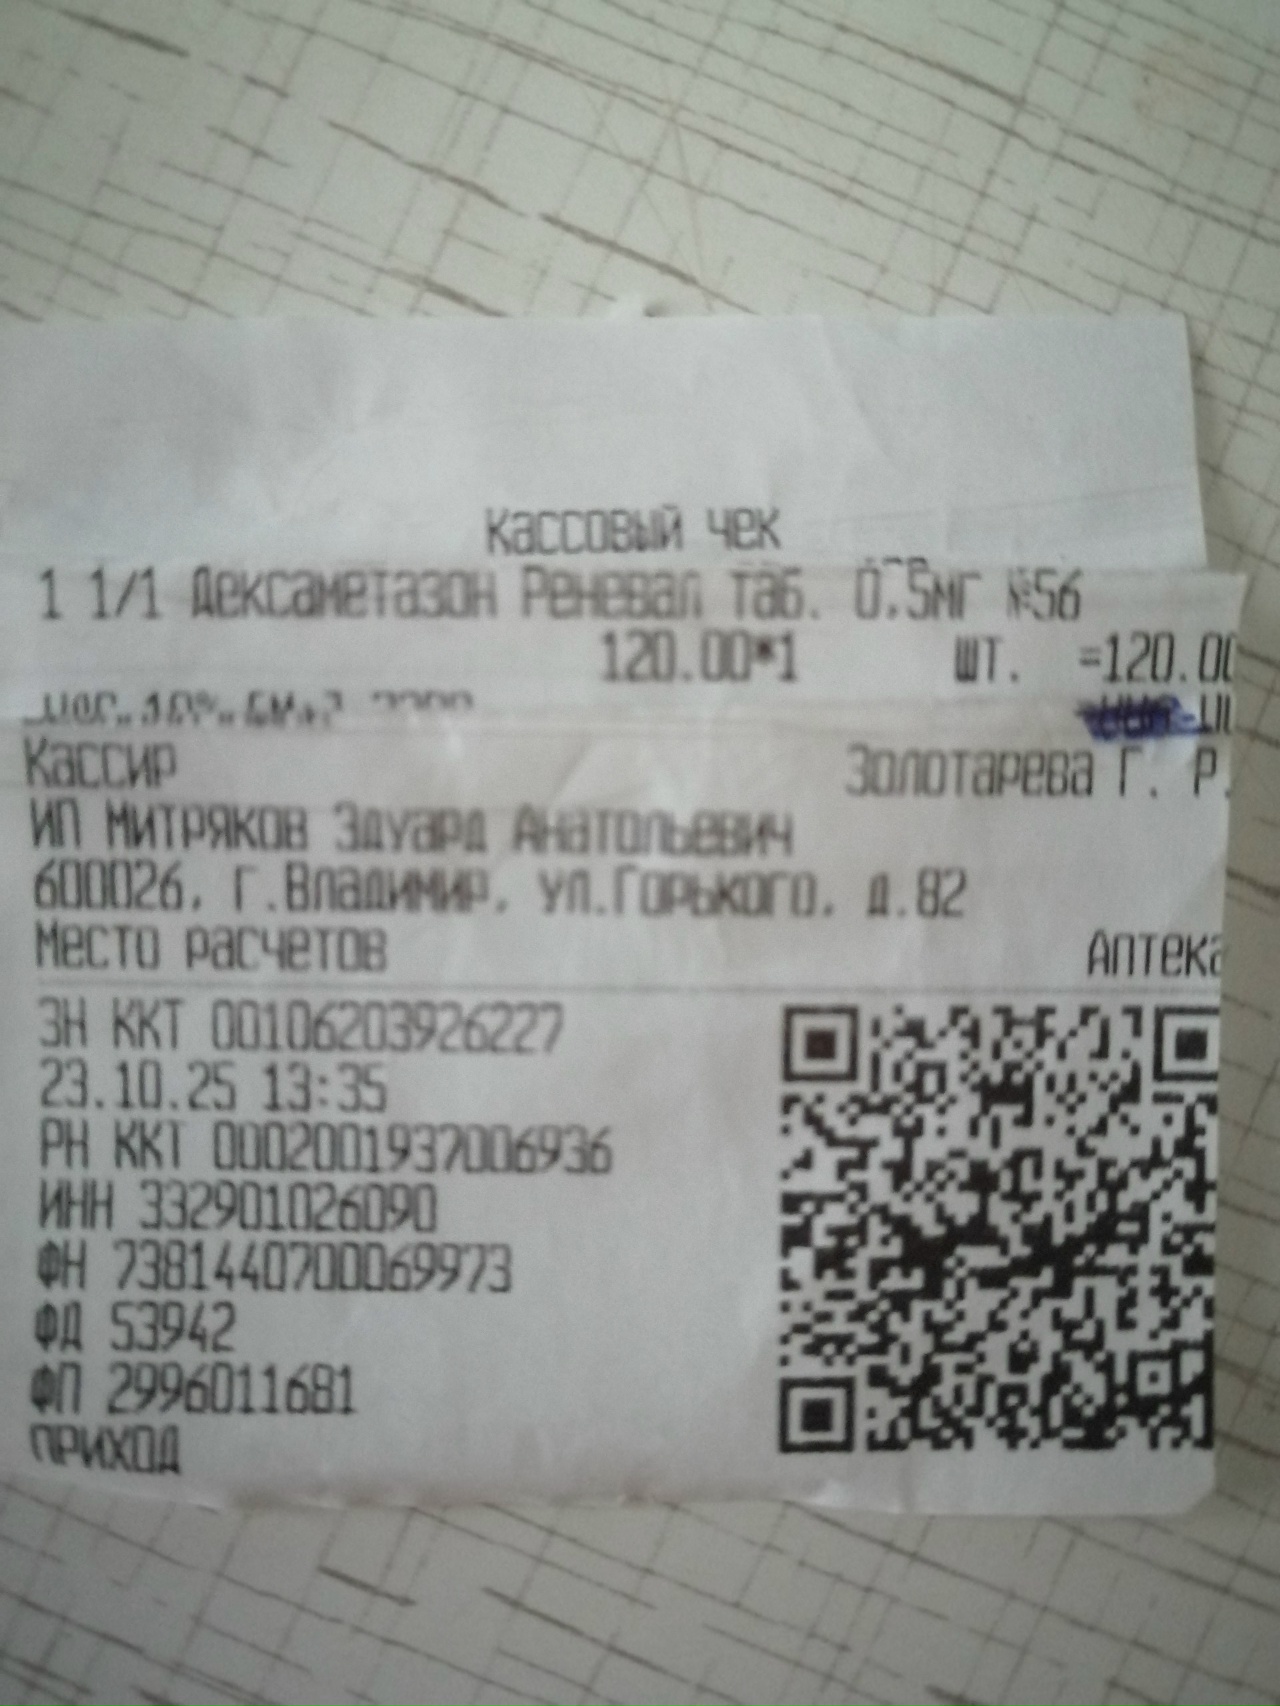 Кассовый чек
1 1/1 Дексаметазон Реневал таб. 0,5мг №56
120.00*1 шт. =120.00
Кассир Золотарева Г. Р.
ИП Митряков Эдуард Анатольевич
600026, г.Владимир, ул.Горького, д.82
Место расчетов Аптека
ЗН ККТ 00106203926227
23.10.25 13:35
РН ККТ 0002001937006936
ИНН 332901026090
ФН 7381440700069973
ФД 53942
ФП 2996011681
ПРИХОД